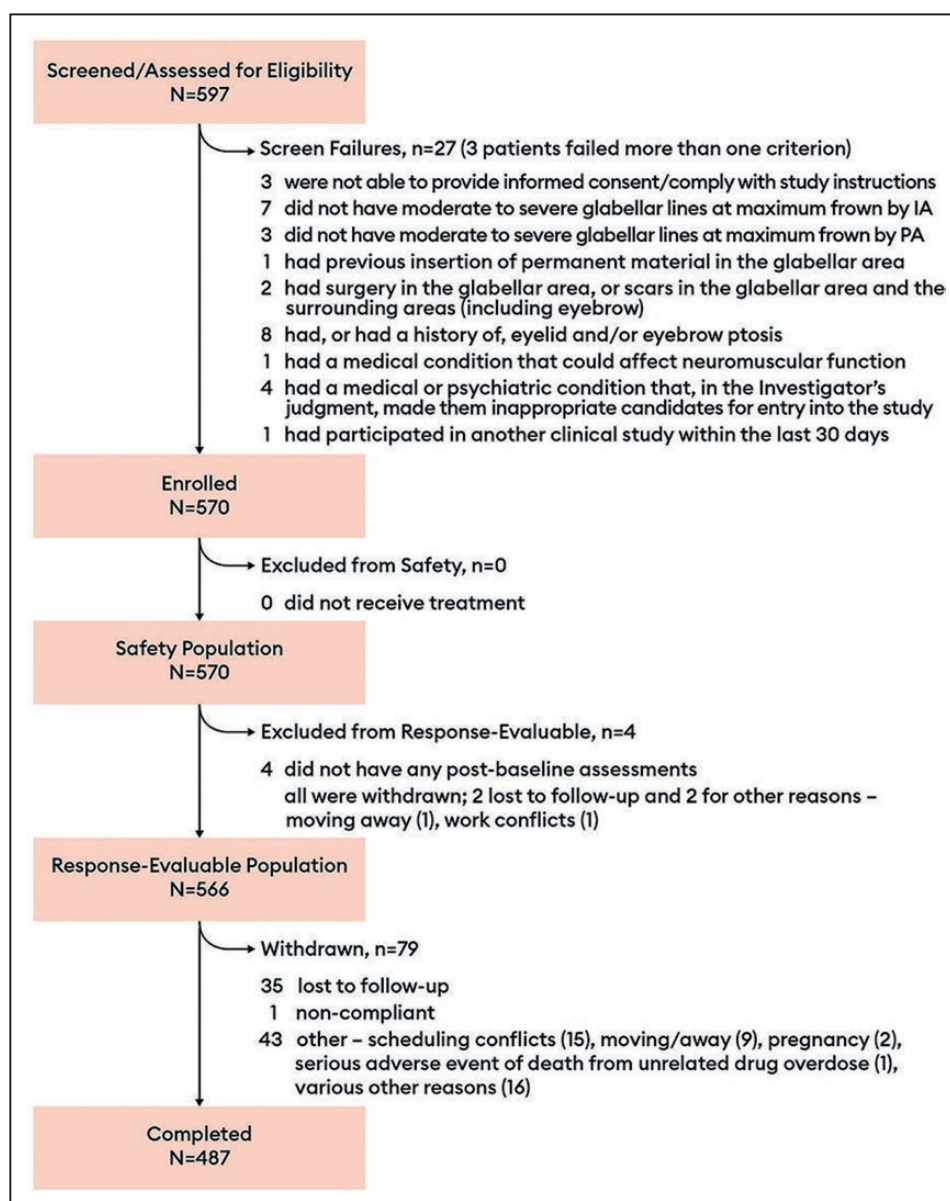 Screened/Assessed for Eligibility
N=597
Screen Failures, n=27 (3 patients failed more than one criterion)
3 were not able to provide informed consent/comply with study instructions
7 did not have moderate to severe glabellar lines at maximum frown by IA
3 did not have moderate to severe glabellar lines at maximum frown by PA
1 had previous insertion of permanent material in the glabellar area
2 had surgery in the glabellar area, or scars in the glabellar area and the
surrounding areas (including eyebrow)
8 had, or had a history of, eyelid and/or eyebrow ptosis
1 had a medical condition that could affect neuromuscular function
4 had a medical or psychiatric condition that, in the Investigator's
judgment, made them inappropriate candidates for entry into the study
1 had participated in another clinical study within the last 30 days
Enrolled
N=570
Excluded from Safety, n=0
0 did not receive treatment
Safety Population
N=570
Excluded from Response-Evaluable, n=4
4 did not have any post-baseline assessments
all were withdrawn; 2 lost to follow-up and 2 for other reasons –
moving away (1), work conflicts (1)
Response-Evaluable Population
N=566
Withdrawn, n=79
35 lost to follow-up
1 non-compliant
43 other – scheduling conflicts (15), moving/away (9), pregnancy (2),
serious adverse event of death from unrelated drug overdose (1),
various other reasons (16)
Completed
N=487